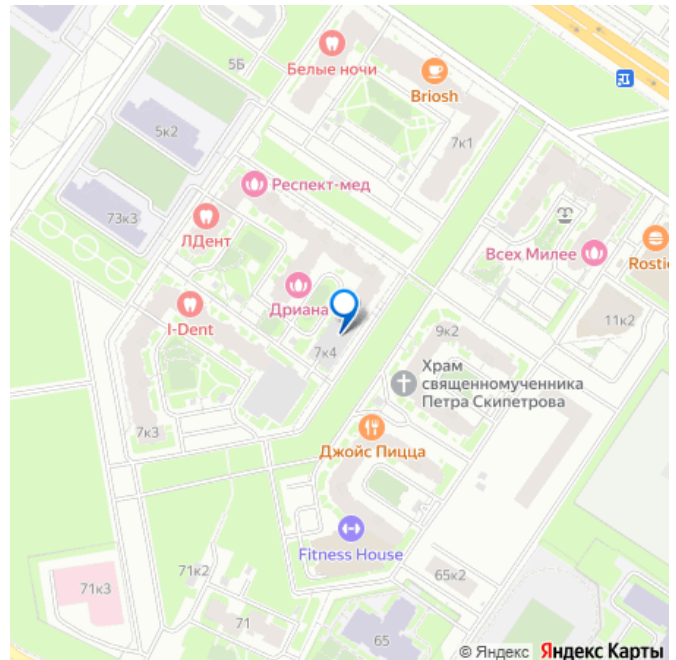 5Б
Белые ночи
Briosh
5к2
7к1
Респект-мед
73к3
ЛДент
Всех Милее
Rostic
Дриана
I-Dent
11к2
9к2
7к4
Храм
священномученника
Петра Скипетрова
7к3
Джойс Пицца
Fitness House
71к3
71к2
65к2
71
65
© Яндекс Яндекс Карты